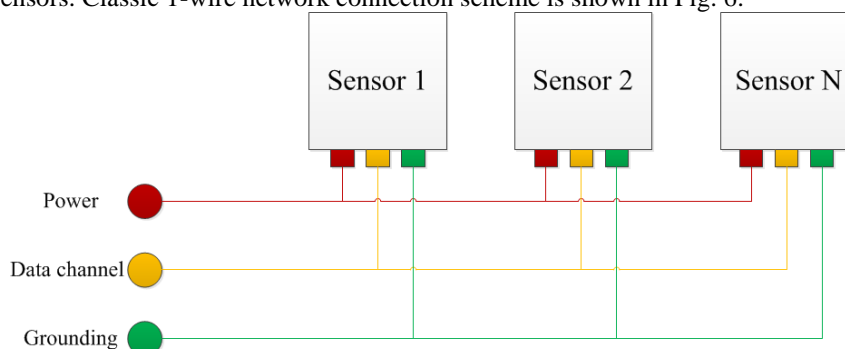 sensors. Classic 1-wire network connection scheme is shown in Fig. 6.
Sensor 1
Sensor 2
Sensor N
Power
Data channel
Grounding